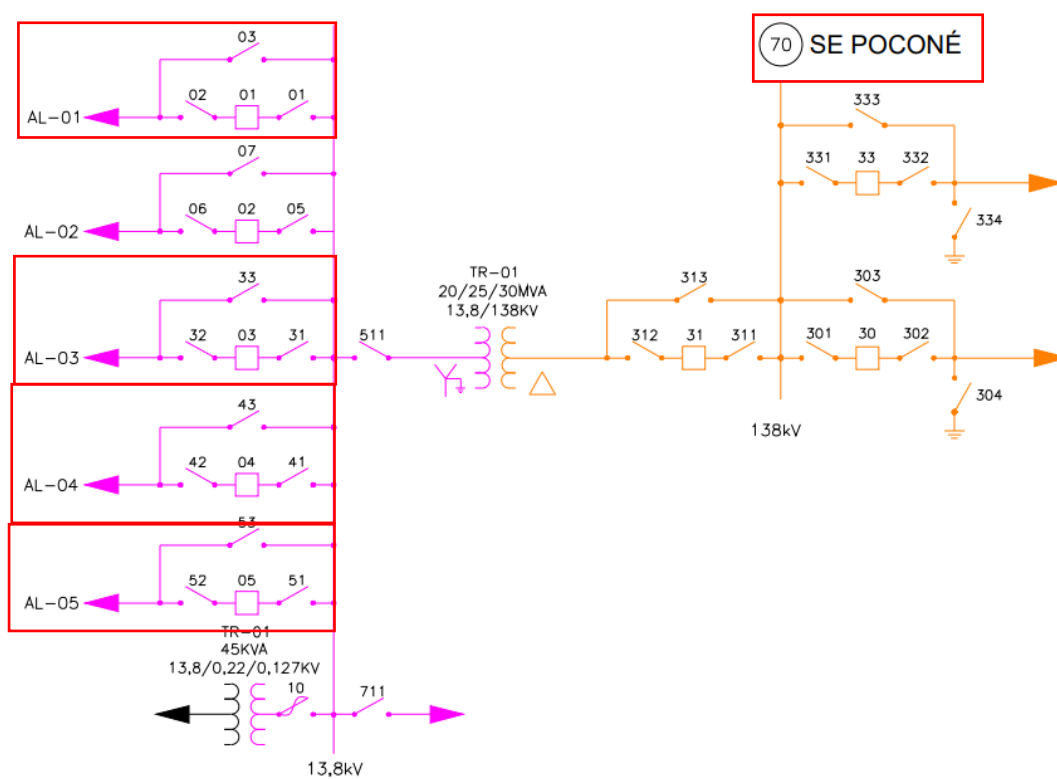 03
02 01 01
AL-01
07
06 02 05
AL-02
33
32 03 31
AL-03
43
42 04 41
AL-04
53
52 05 51
AL-05
TR-01
45KVA
13,8/0,22/0,127KV
10
711
13,8kV
511
TR-01
20/25/30MVA
13,8/138KV
313
312 31 311
138kV
70 SE POCONÉ
333
331 33 332
334
303
301 30 302
304